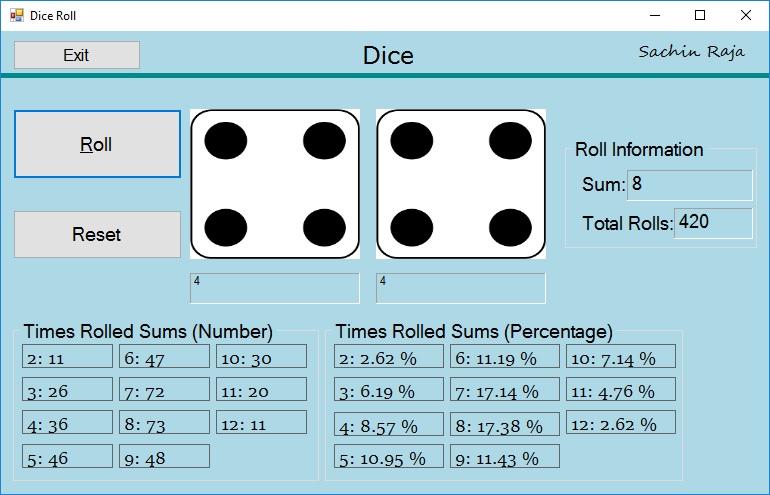 Dice Roll
Exit
Dice
Sachin Raja
Roll
Reset
4
4
Roll Information
Sum: 8
Total Rolls: 420
Times Rolled Sums (Number)
2: 11
6: 47
10: 30
3: 26
7: 72
11: 20
4: 36
8: 73
12: 11
5: 46
9: 48
Times Rolled Sums (Percentage)
2: 2.62 %
6: 11.19 %
10: 7.14 %
3: 6.19 %
7: 17.14 %
11: 4.76 %
4: 8.57 %
8: 17.38 %
12: 2.62 %
5: 10.95 %
9: 11.43 %